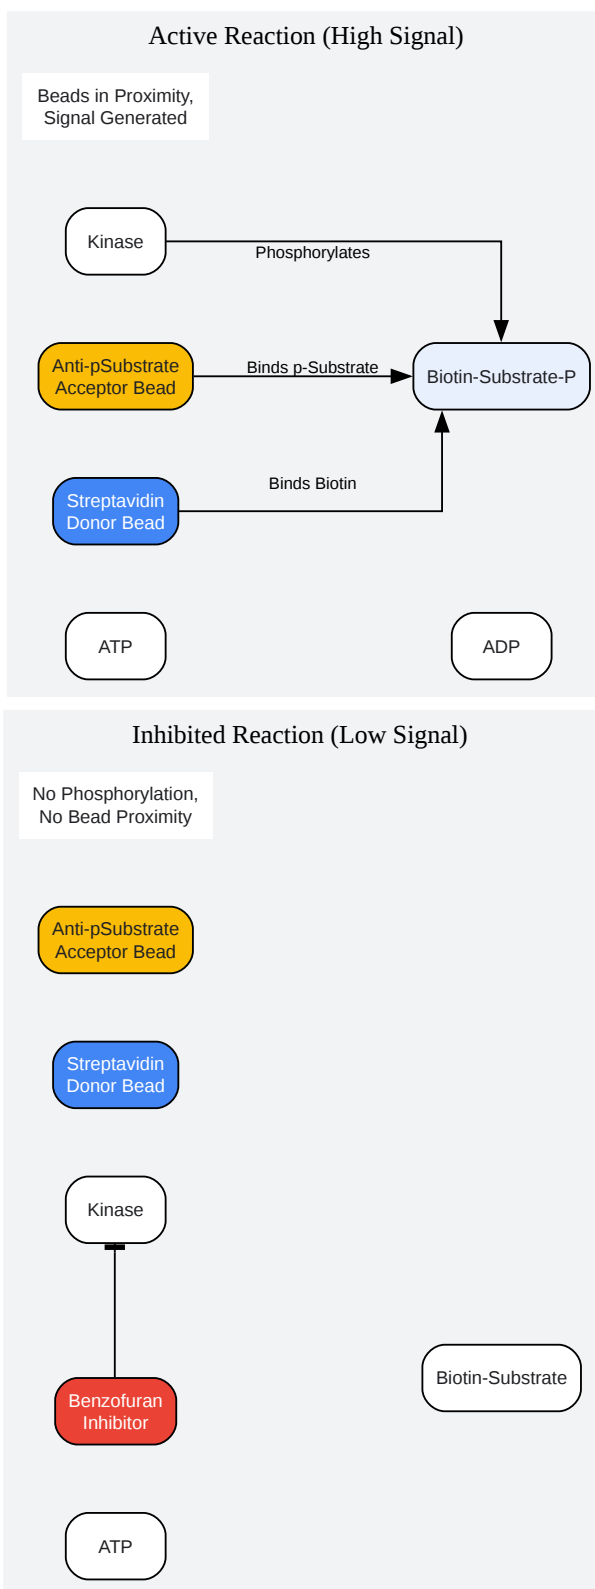 Active Reaction (High Signal)
Beads in Proximity,
Signal Generated
Kinase
Phosphorylates
Anti-pSubstrate
Acceptor Bead
Binds p-Substrate
Biotin-Substrate-P
Streptavidin
Donor Bead
Binds Biotin
ATP
ADP
Inhibited Reaction (Low Signal)
No Phosphorylation,
No Bead Proximity
Anti-pSubstrate
Acceptor Bead
Streptavidin
Donor Bead
Kinase
Biotin-Substrate
Benzofuran
Inhibitor
ATP